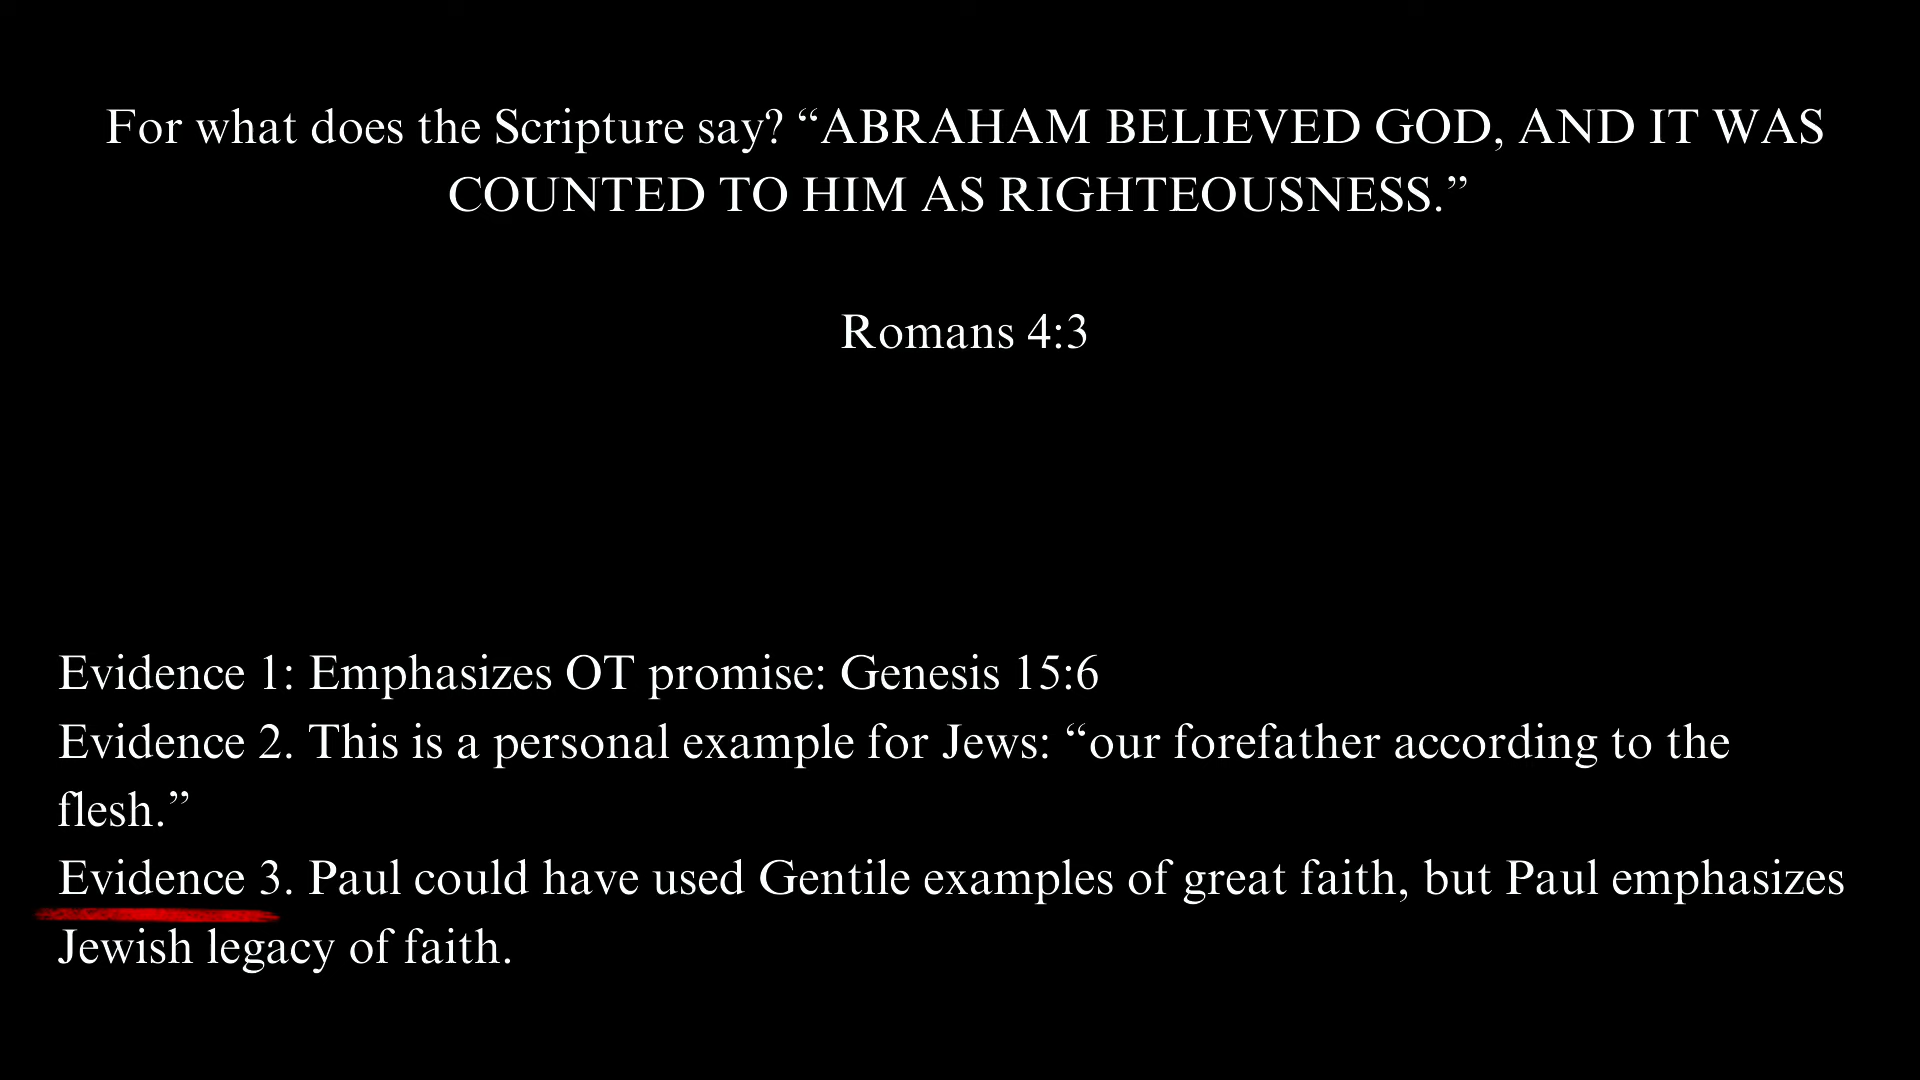 For what does the Scripture say? “ABRAHAM BELIEVED GOD, AND IT WAS
COUNTED TO HIM AS RIGHTEOUSNESS.”
Romans 4:3
Evidence 1: Emphasizes OT promise: Genesis 15:6
Evidence 2. This is a personal example for Jews: “our forefather according to the
flesh.”
Evidence 3. Paul could have used Gentile examples of great faith, but Paul emphasizes
Jewish legacy of faith.